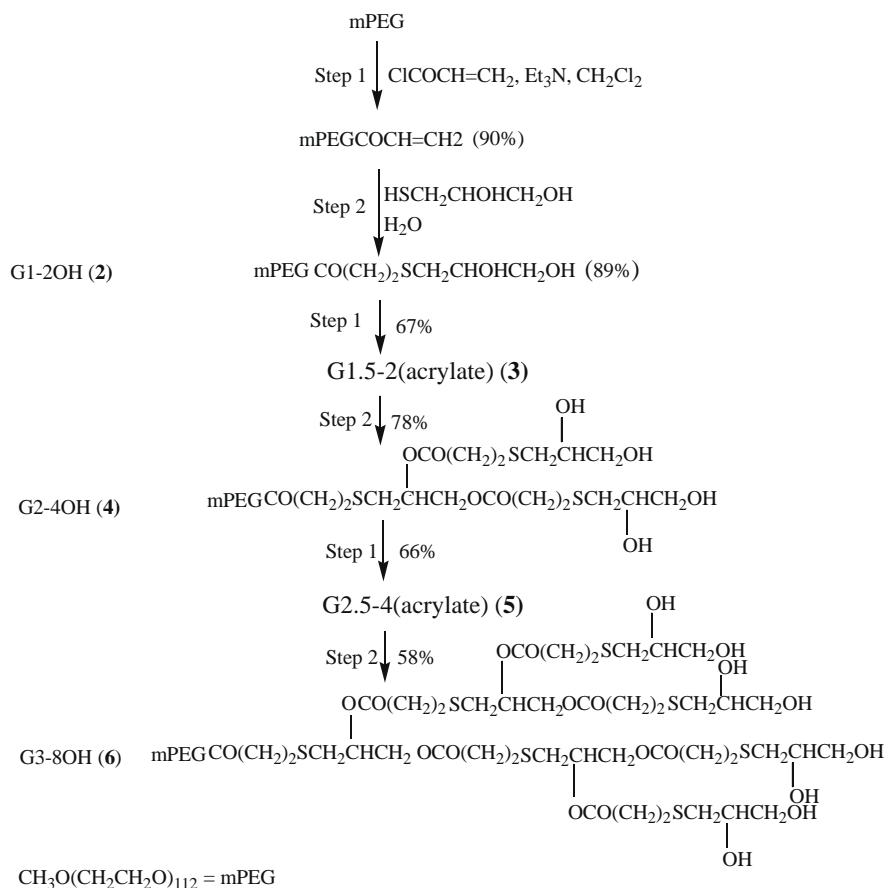 mPEG
Step 1 ClCOCH=CH₂, Et₃N, CH₂Cl₂
mPEGCOCH=CH2 (90%)
Step 2 HSCH₂CHOHCH₂OH
H₂O
G1-2OH (2) mPEG CO(CH₂)₂SCH₂CHOHCH₂OH (89%)
Step 1 67%
G1.5-2(acrylate) (3)
Step 2 78%
OH
OCO(CH₂)₂SCH₂CHCH₂OH
G2-4OH (4) mPEGCO(CH₂)₂SCH₂CHCH₂OCO(CH₂)₂SCH₂CHCH₂OH
OH
Step 1 66%
G2.5-4(acrylate) (5)
Step 2 58%
OH
OCO(CH₂)₂SCH₂CHCH₂OH
OH
OCO(CH₂)₂SCH₂CHCH₂OCO(CH₂)₂SCH₂CHCH₂OH
G3-8OH (6) mPEGCO(CH₂)₂SCH₂CHCH₂ OCO(CH₂)₂SCH₂CHCH₂OCO(CH₂)₂SCH₂CHCH₂OH
OH
OCO(CH₂)₂SCH₂CHCH₂OH
OH
CH₃O(CH₂CH₂O)₁₁₂ = mPEG